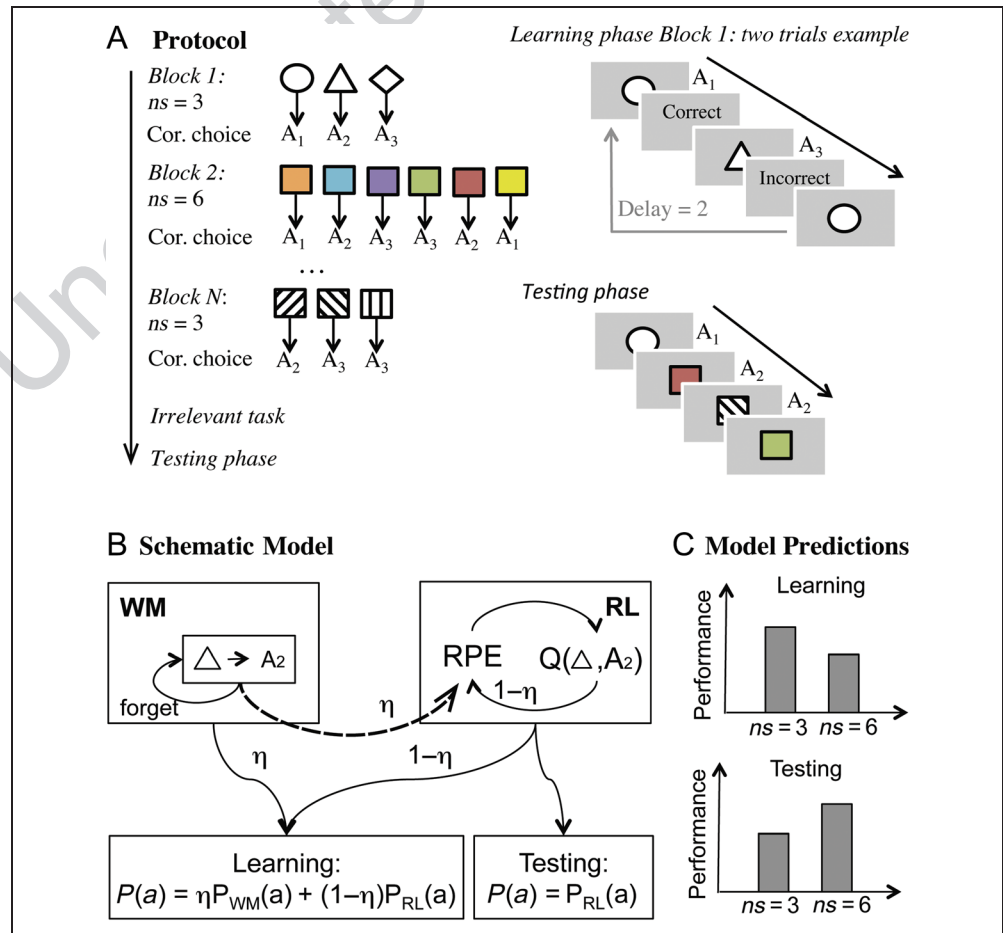 A Protocol
Block 1:
ns = 3
Cor. choice
A₁ A₂ A₃
Block 2:
ns = 6
Cor. choice
A₁ A₂ A₃ A₃ A₂ A₁
...
Block N:
ns = 3
Cor. choice
A₂ A₃ A₃
Irrelevant task
Testing phase
Learning phase Block 1: two trials example
A₁
Correct
A₃
Incorrect
Delay = 2
Testing phase
A₁
A₂
A₂
B Schematic Model
WM
A₂
forget
RL
RPE Q(△,A₂)
1–η
η
η
1–η
Learning:
P(a) = ηP_WM(a) + (1–η)P_RL(a)
Testing:
P(a) = P_RL(a)
C Model Predictions
Learning
Performance
ns = 3 ns = 6
Testing
Performance
ns = 3 ns = 6